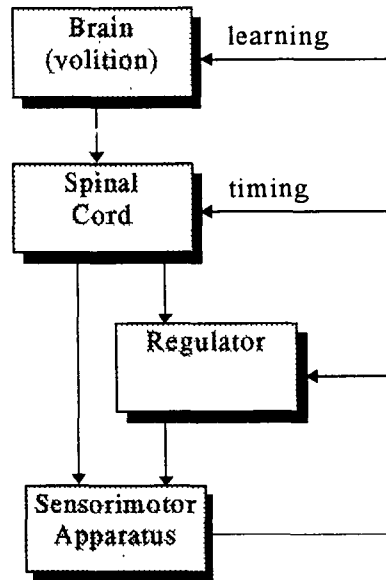 Brain
(volition)
learning
Spinal
Cord
timing
Regulator
Sensorimotor
Apparatus